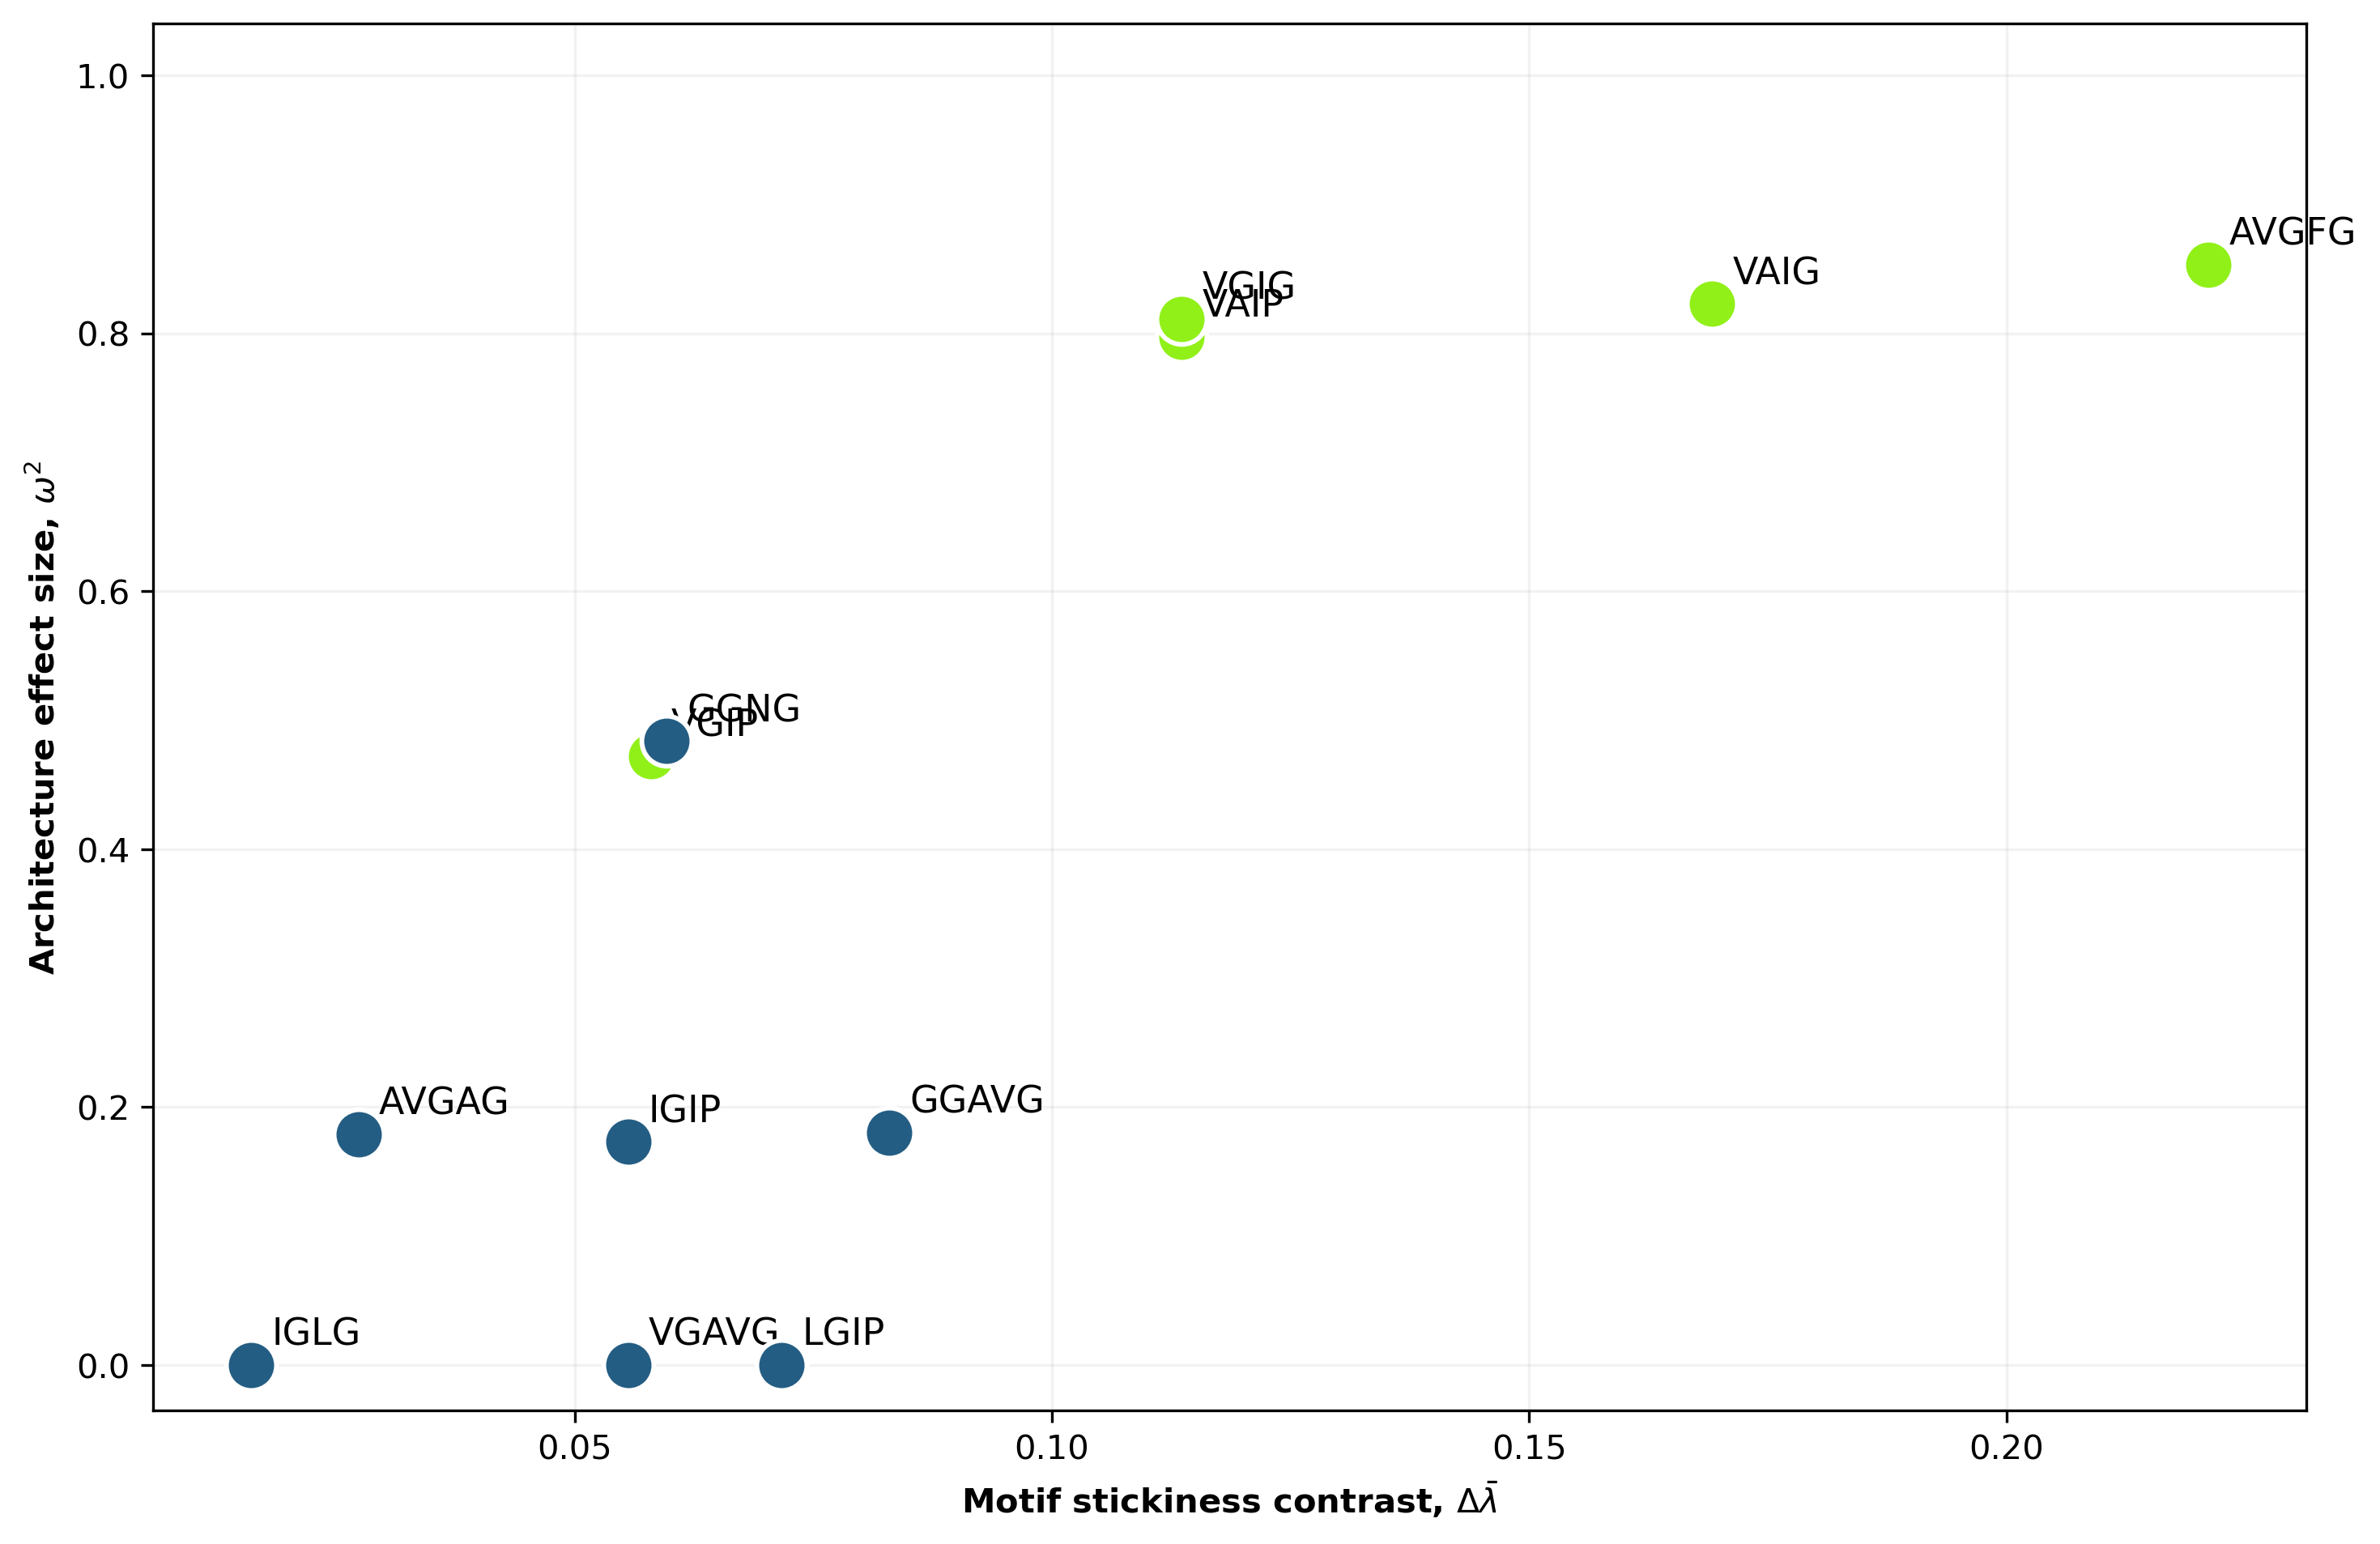 Architecture effect size, ω²
1.0
0.8
0.6
0.4
0.2
0.0
AVGFG
VAIG
VGIG
VAIP
GGNG
GIP
AVGAG
IGIP
GGAVG
IGLG
VGAVG
LGIP
0.05
0.10
0.15
0.20
Motif stickiness contrast, Δλ̄